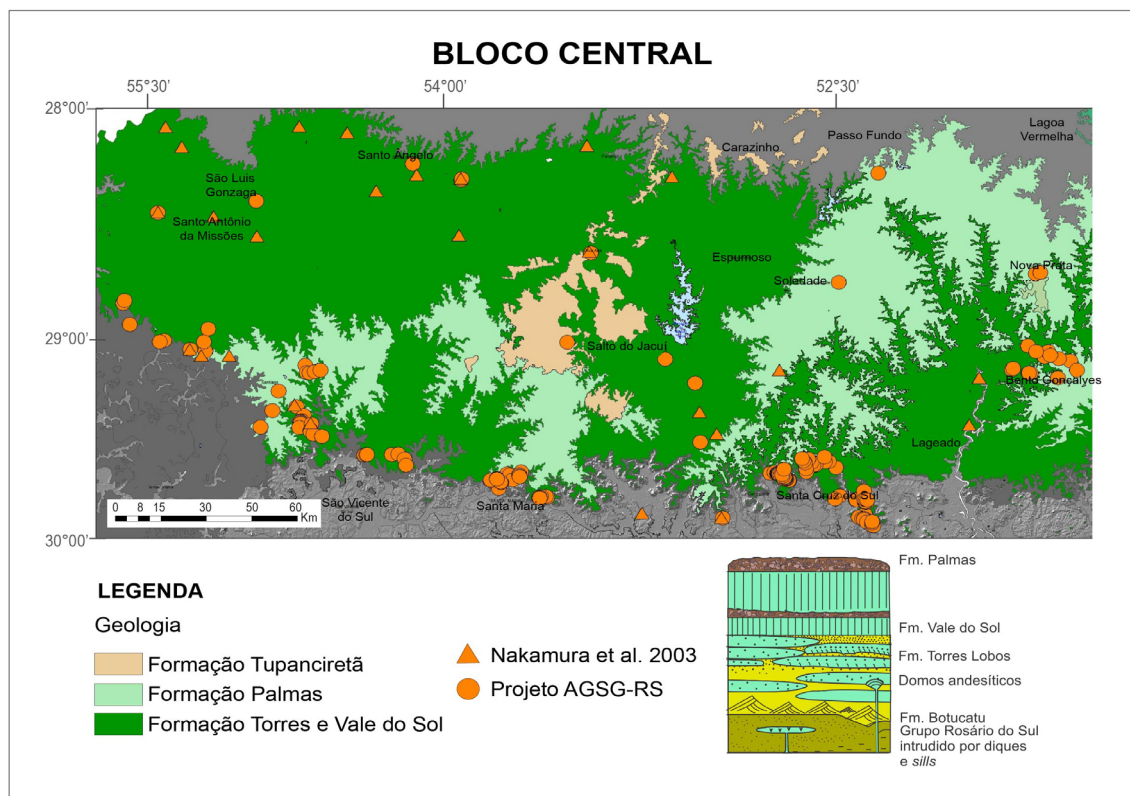 BLOCO CENTRAL
55°30'
54°00'
52°30'
28°00'
29°00'
30°00'
Lagoa
Vermelha
Passo Fundo
Carazinho
Santo Ângelo
São Luis
Gonzaga
Santo Antônio
da Missões
Espumoso
Soledade
Nova Prata
Salto do Jacuí
Bento Gonçalves
Lageado
Santa Cruz do Sul
São Vicente
do Sul
Santa Maria
0 8 15 30 45 60
Km
LEGENDA
Geologia
Formação Tupanciretã
Formação Palmas
Formação Torres e Vale do Sol
Nakamura et al. 2003
Projeto AGSG-RS
Fm. Palmas
Fm. Vale do Sol
Fm. Torres Lobos
Domos andesíticos
Fm. Botucatu
Grupo Rosário do Sul
intrudido por diques
e sills